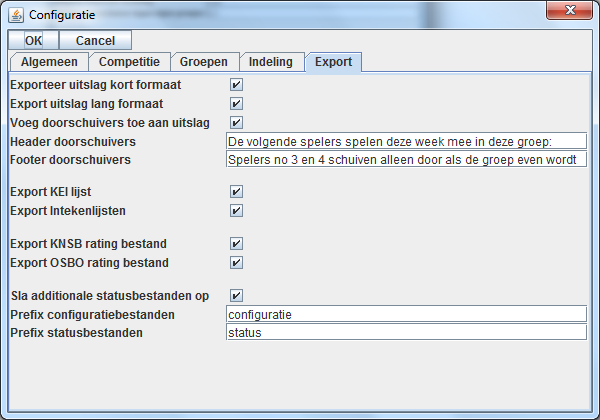 Configuratie
OK Cancel
Algemeen Competitie Groepen Indeling Export
Exporteer uitslag kort formaat
Export uitslag lang formaat
Voeg doorschuivers toe aan uitslag
Header doorschuivers De volgende spelers spelen deze week mee in deze groep:
Footer doorschuivers Spelers no 3 en 4 schuiven alleen door als de groep even wordt
Export KEI lijst
Export Intekenlijsten
Export KNSB rating bestand
Export OSBO rating bestand
Sla additionale statusbestanden op
Prefix configuratiebestanden configuratie
Prefix statusbestanden status